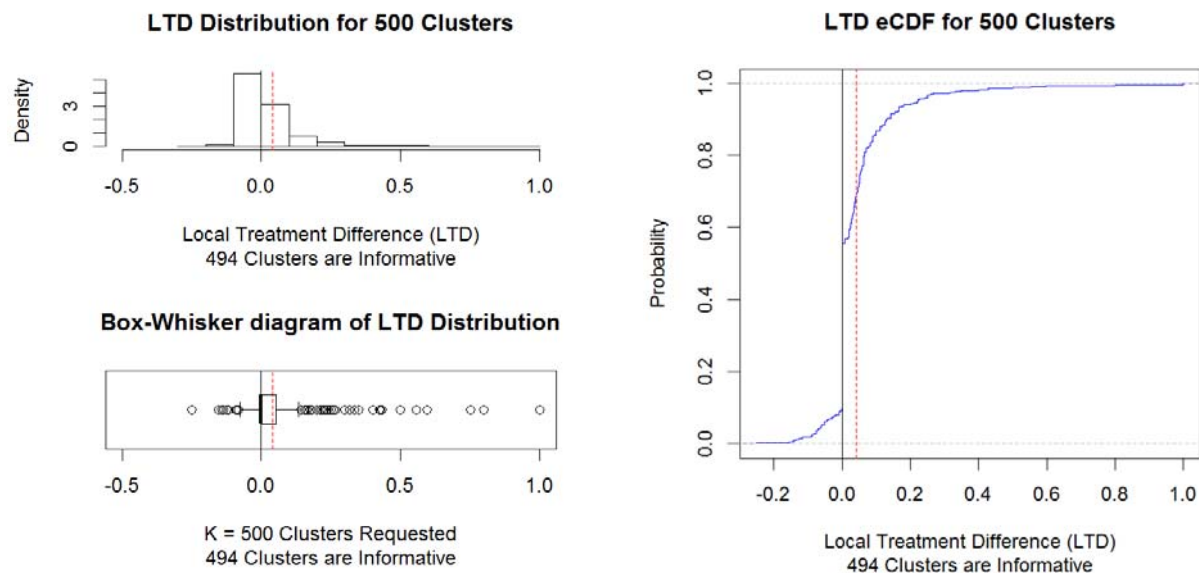 LTD Distribution for 500 Clusters
Density
3
0
-0.5 0.0 0.5 1.0
Local Treatment Difference (LTD)
494 Clusters are Informative
Box-Whisker diagram of LTD Distribution
-0.5 0.0 0.5 1.0
K = 500 Clusters Requested
494 Clusters are Informative
LTD eCDF for 500 Clusters
Probability
1.0
0.8
0.6
0.4
0.2
0.0
-0.2 0.0 0.2 0.4 0.6 0.8 1.0
Local Treatment Difference (LTD)
494 Clusters are Informative